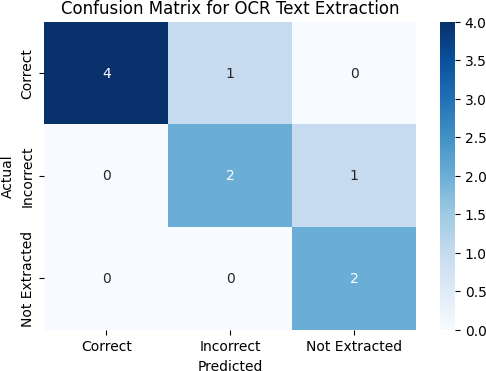 Confusion Matrix for OCR Text Extraction
Correct
4
1
0
Actual
Incorrect
0
2
1
Not Extracted
0
0
2
Correct
Incorrect
Not Extracted
Predicted
4.0
3.5
3.0
2.5
2.0
1.5
1.0
0.5
0.0